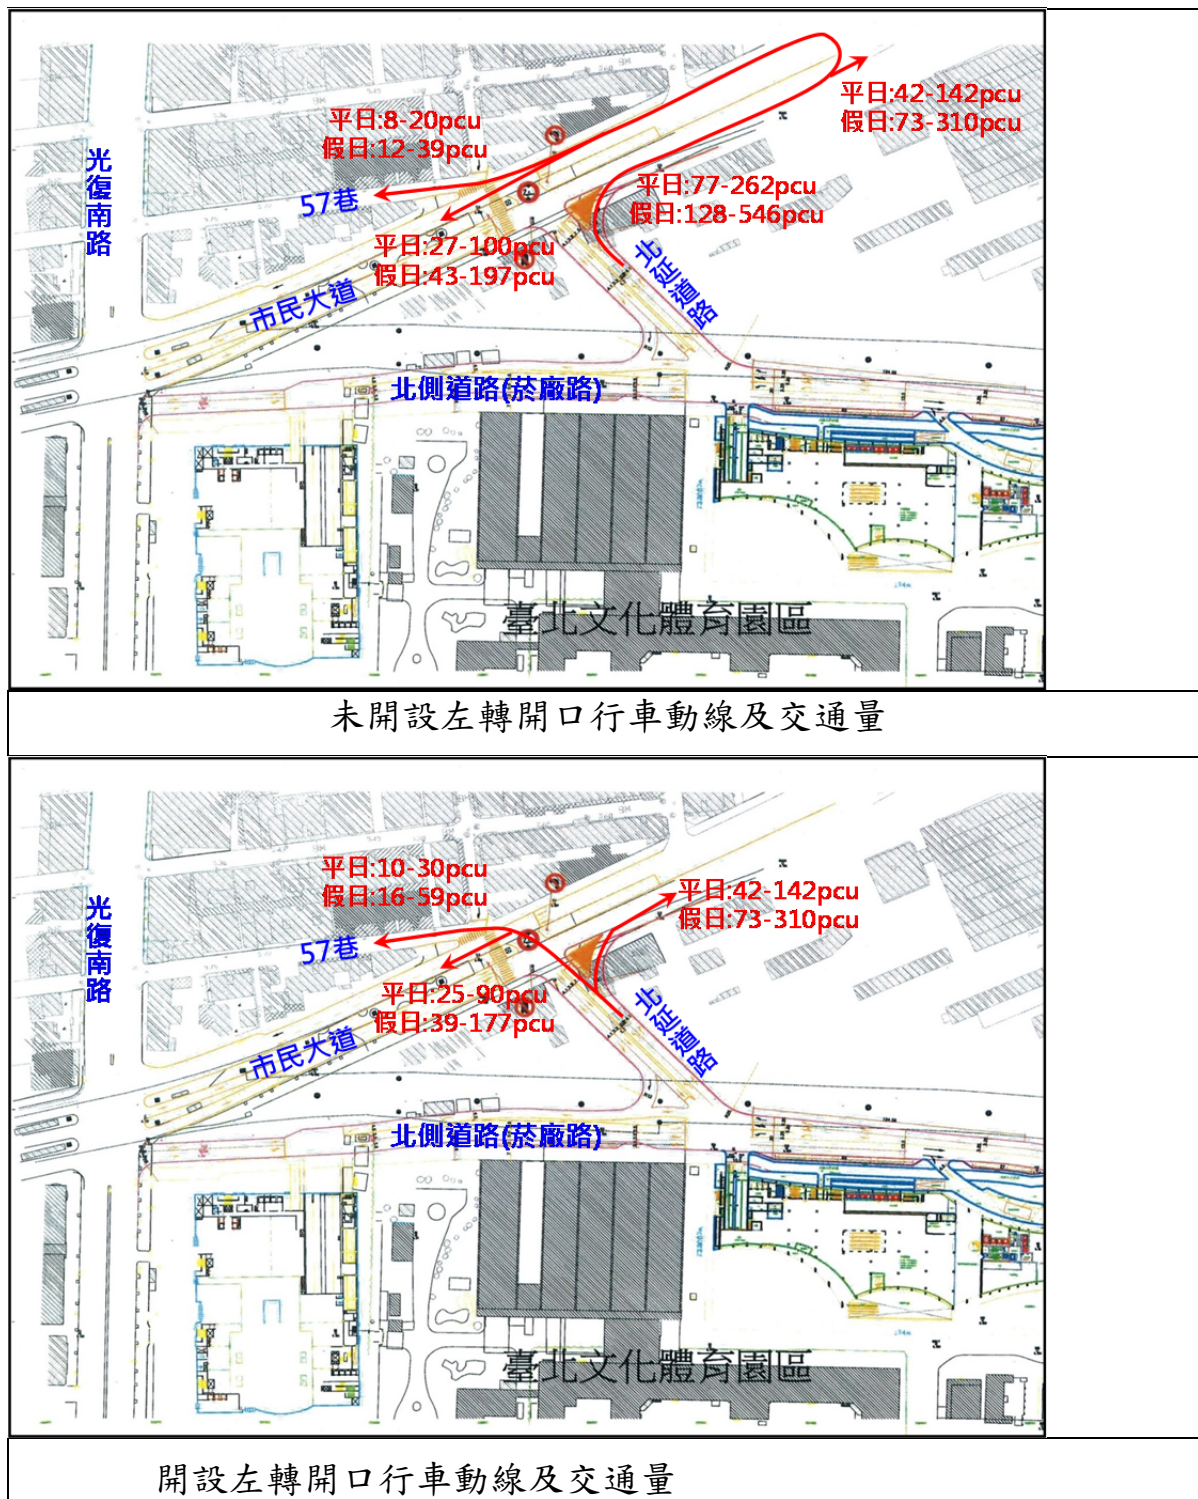 平日:42-142pcu
假日:73-310pcu
平日:8-20pcu
假日:12-39pcu
光復南路
57巷
平日:77-262pcu
假日:128-546pcu
平日:27-100pcu
假日:43-197pcu
北延道路
市民大道
北側道路(菸廠路)
臺北文化體育園區
未開設左轉開口行車動線及交通量
平日:10-30pcu
假日:16-59pcu
平日:42-142pcu
假日:73-310pcu
光復南路
57巷
平日:25-90pcu
假日:39-177pcu
北延道路
市民大道
北側道路(菸廠路)
臺北文化體育園區
開設左轉開口行車動線及交通量